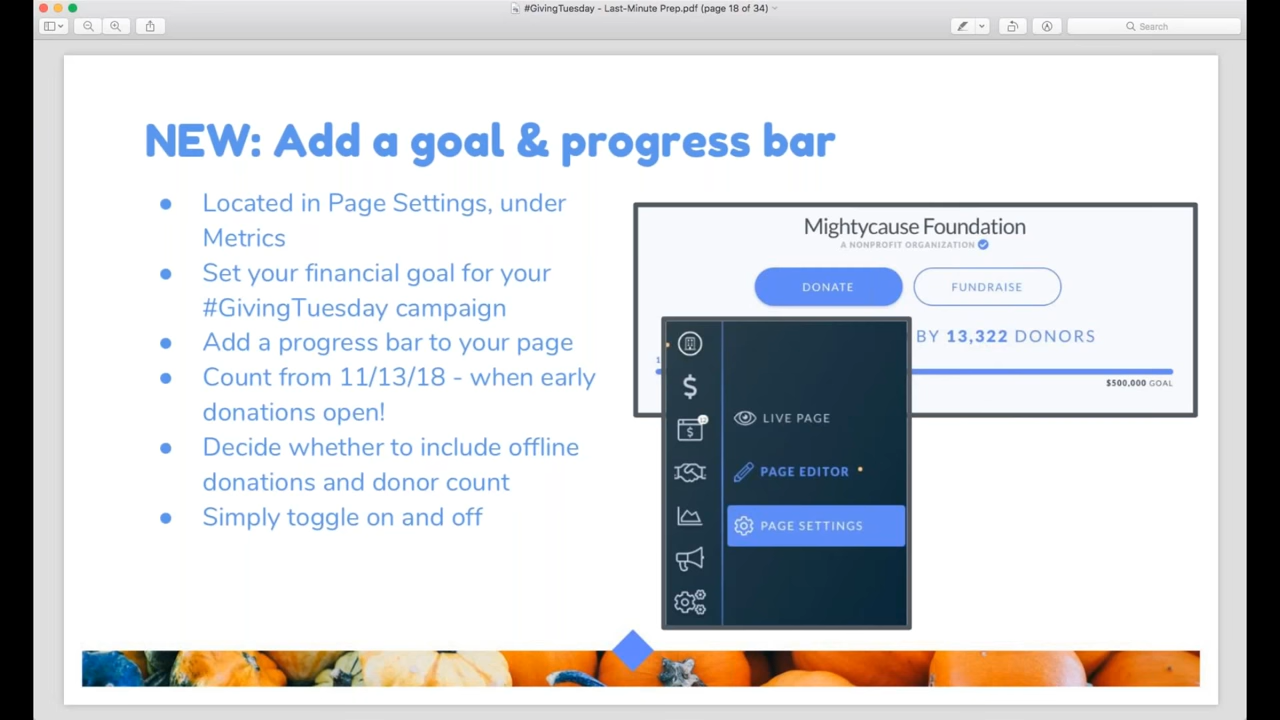 #GivingTuesday - Last-Minute Prep.pdf (page 18 of 34)
Search
NEW: Add a goal & progress bar
● Located in Page Settings, under
Metrics
● Set your financial goal for your
#GivingTuesday campaign
● Add a progress bar to your page
● Count from 11/13/18 - when early
donations open!
● Decide whether to include offline
donations and donor count
● Simply toggle on and off
Mightycause Foundation
A NONPROFIT ORGANIZATION
DONATE
FUNDRAISE
BY 13,322 DONORS
1
$500,000 GOAL
LIVE PAGE
PAGE EDITOR
PAGE SETTINGS